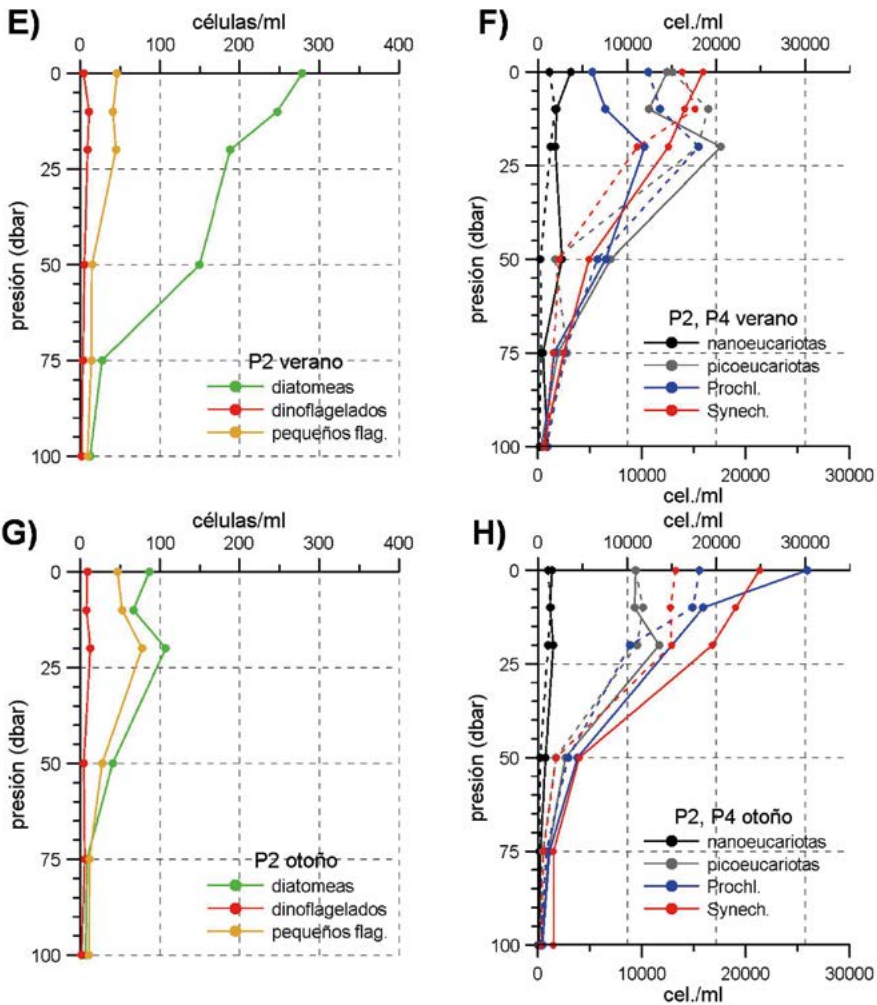 E)
células/ml
0 100 200 300 400
0
25
50
75
100
presión (dbar)
P2 verano
diatomeas
dinoflagelados
pequeños flag.
F)
cel./ml
0 10000 20000 30000
0
25
50
75
100
presión (dbar)
P2, P4 verano
nanoeucariotas
picoeucariotas
Prochl.
Synech.
0 10000 20000 30000
cel./ml
G)
células/ml
0 100 200 300 400
0
25
50
75
100
presión (dbar)
P2 otoño
diatomeas
dinoflagelados
pequeños flag.
H)
cel./ml
0 10000 20000 30000
0
25
50
75
100
presión (dbar)
P2, P4 otoño
nanoeucariotas
picoeucariotas
Prochl.
Synech.
0 10000 20000 30000
cel./ml